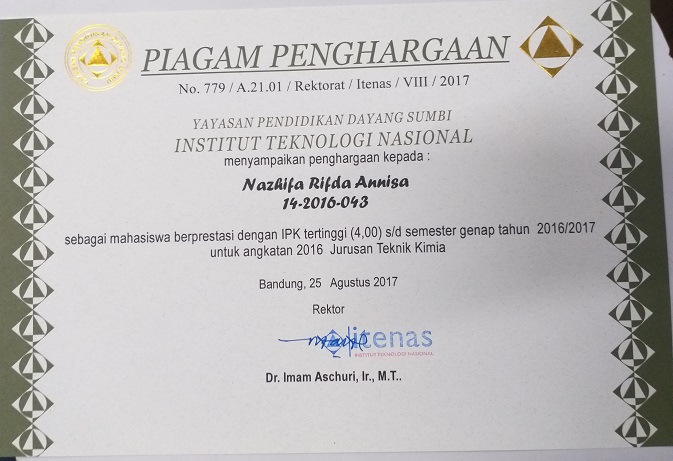 PIAGAM PENGHARGAAN
No. 779 / A.21.01 / Rektorat / Itenas / VIII / 2017
YAYASAN PENDIDIKAN DAYANG SUMBI
INSTITUT TEKNOLOGI NASIONAL
menyampaikan penghargaan kepada :
Nazhifa Rifda Annisa
14-2016-043
sebagai mahasiswa berprestasi dengan IPK tertinggi (4,00) s/d semester genap tahun 2016/2017
untuk angkatan 2016 Jurusan Teknik Kimia
Bandung, 25 Agustus 2017
Rektor
itenas
INSTITUT TEKNOLOGI NASIONAL
Dr. Imam Aschuri, Ir., M.T..